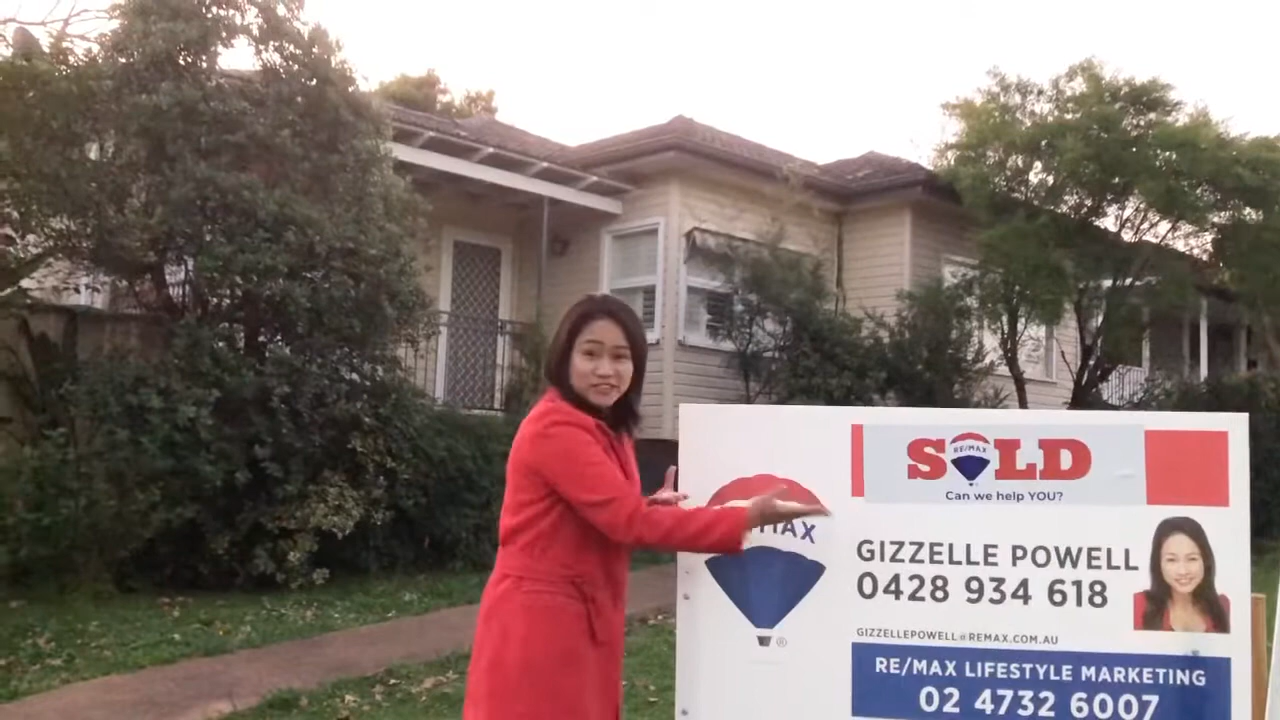 SOLD
RE/MAX
Can we help YOU?
MAX
GIZZELLE POWELL
0428 934 618
GIZZELLEPOWELL@REMAX.COM.AU
RE/MAX LIFESTYLE MARKETING
02 4732 6007